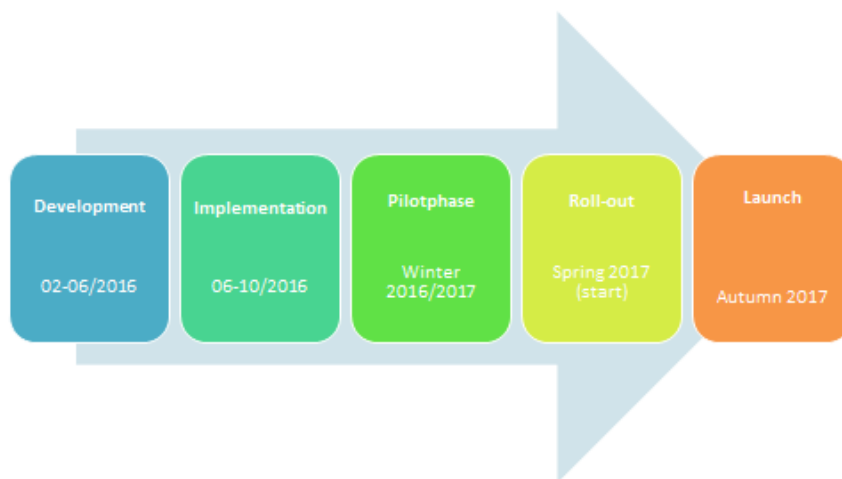 Development
02-06/2016
Implementation
06-10/2016
Pilotphase
Winter
2016/2017
Roll-out
Spring 2017
(start)
Launch
Autumn 2017